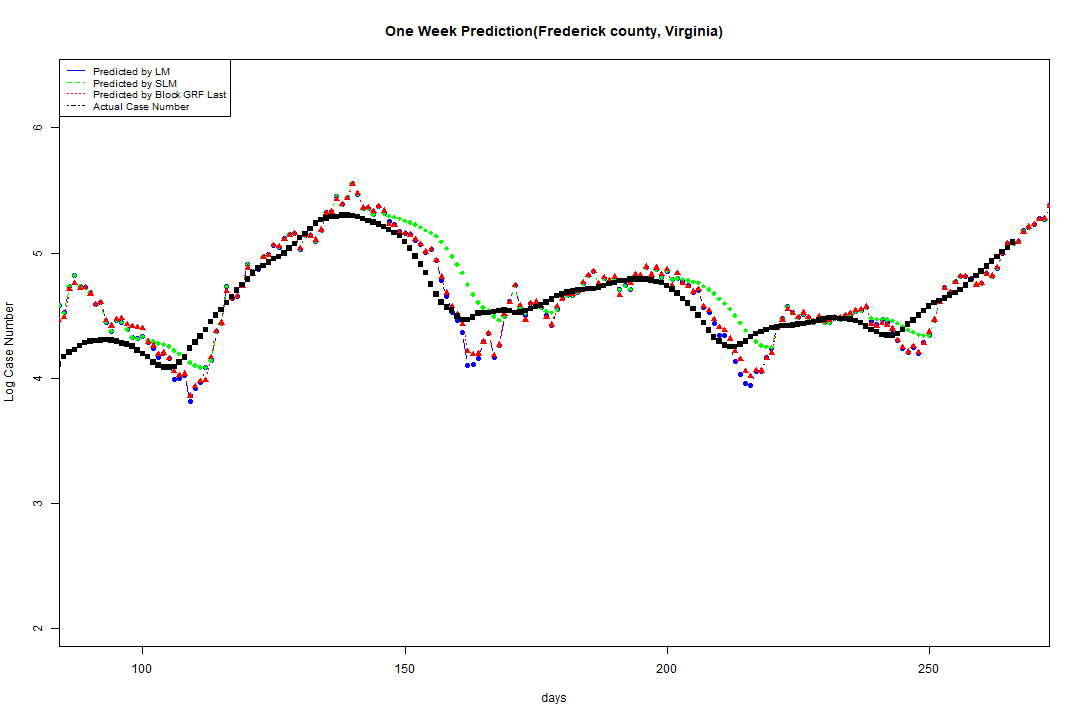 One Week Prediction(Frederick county, Virginia)
Predicted by LM
Predicted by SLM
Predicted by Block GRF Last
Actual Case Number
6
5
4
3
2
Log Case Number
100 150 200 250
days